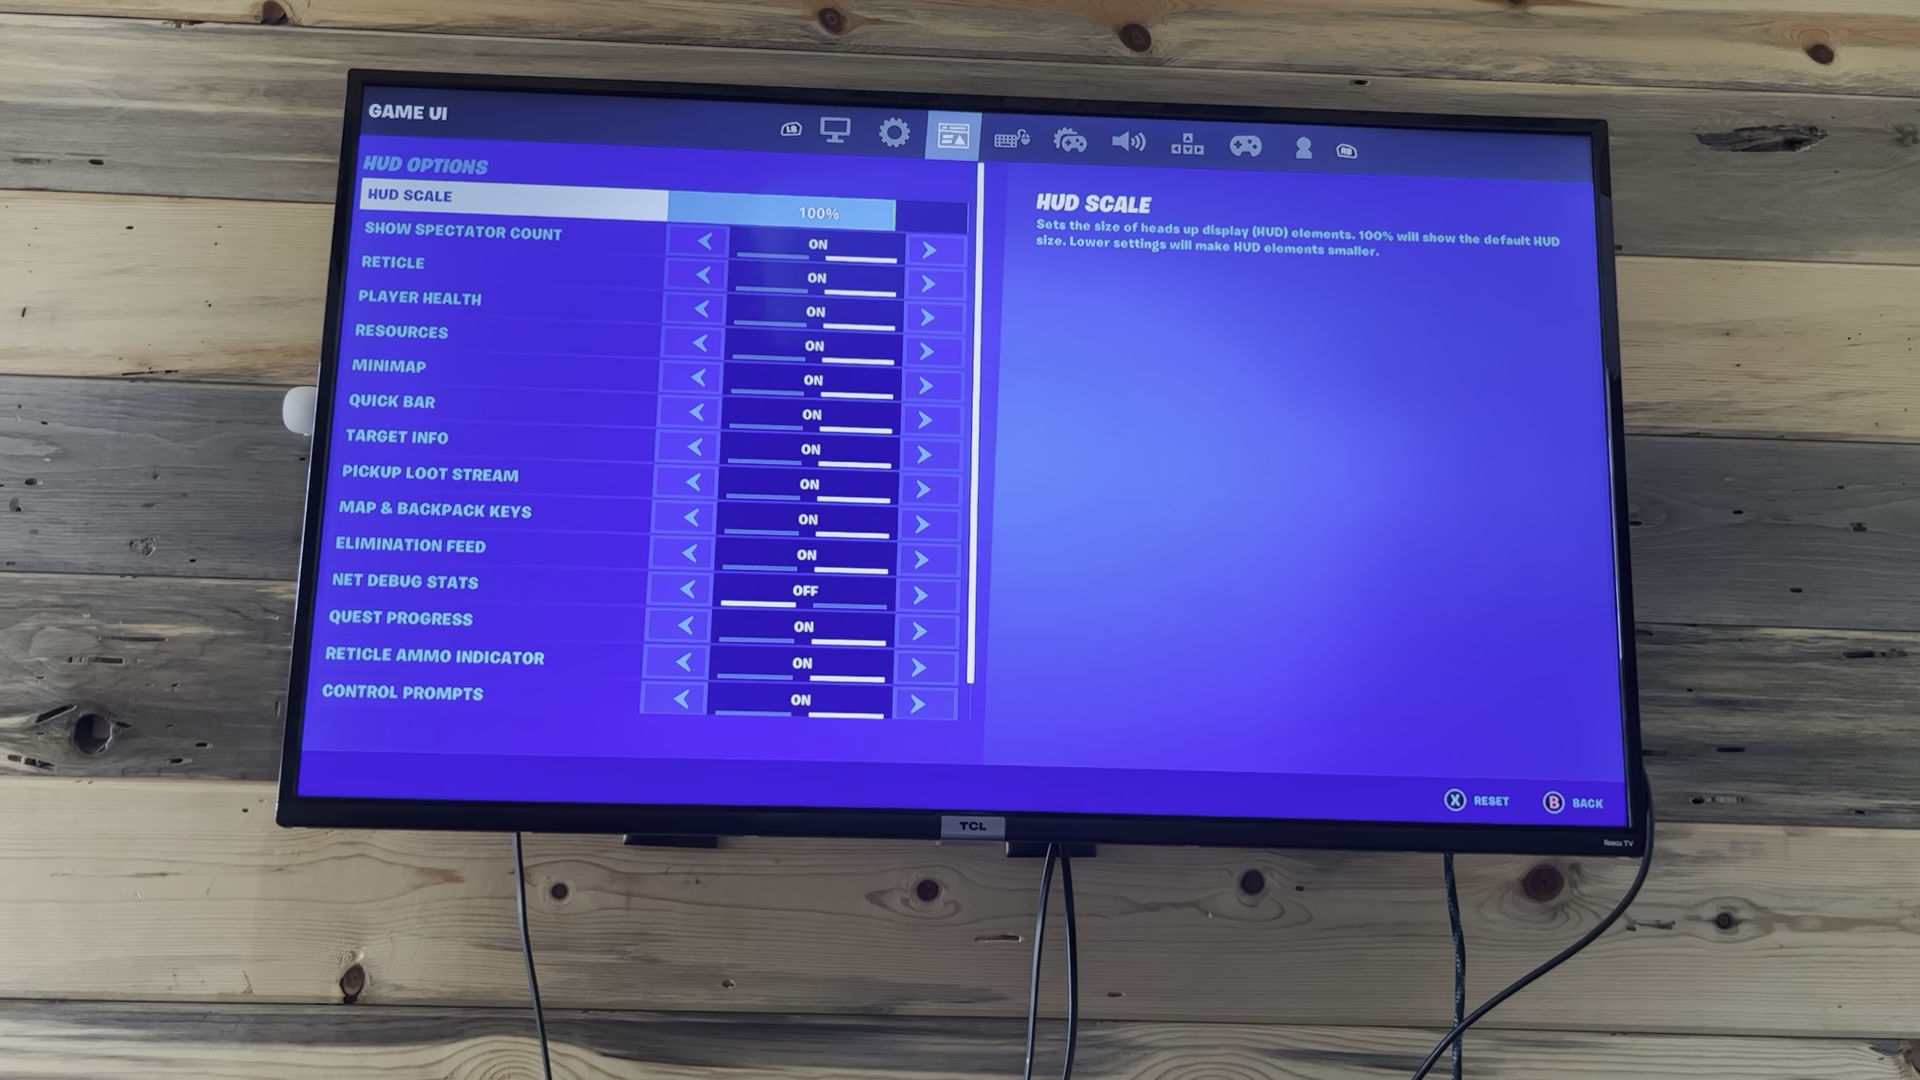 GAME UI
LB
RB
HUD OPTIONS
HUD SCALE 100%
SHOW SPECTATOR COUNT ON
RETICLE ON
PLAYER HEALTH ON
RESOURCES ON
MINIMAP ON
QUICK BAR ON
TARGET INFO ON
PICKUP LOOT STREAM ON
MAP & BACKPACK KEYS ON
ELIMINATION FEED ON
NET DEBUG STATS OFF
QUEST PROGRESS ON
RETICLE AMMO INDICATOR ON
CONTROL PROMPTS ON
HUD SCALE
Sets the size of heads up display (HUD) elements. 100% will show the default HUD
size. Lower settings will make HUD elements smaller.
X RESET
B BACK
TCL
Roku TV